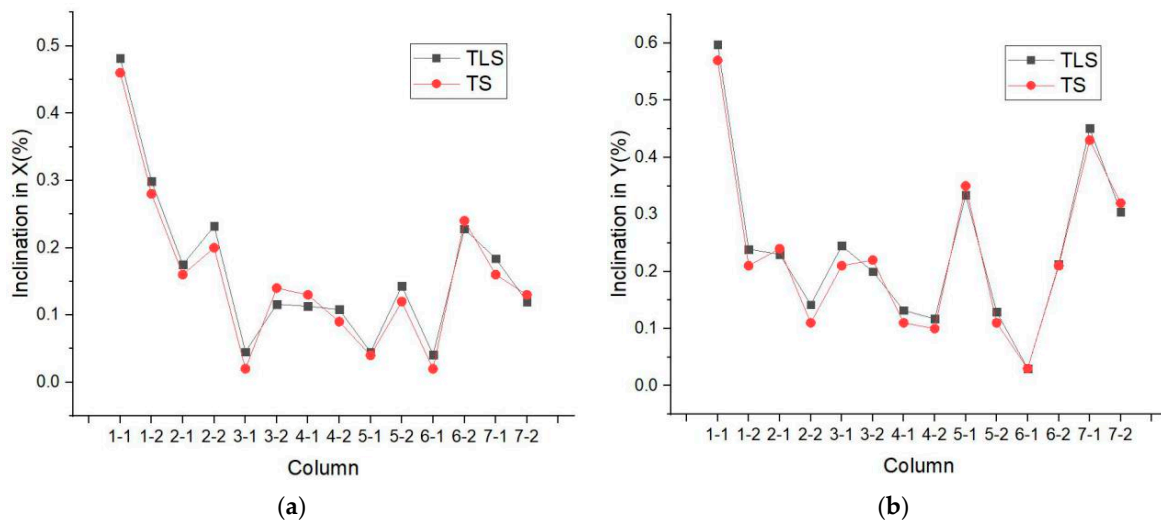 0.5
0.4
0.3
0.2
0.1
0.0
Inclination in X(%)
TLS
TS
1-1 1-2 2-1 2-2 3-1 3-2 4-1 4-2 5-1 5-2 6-1 6-2 7-1 7-2
Column
(a)
0.6
0.5
0.4
0.3
0.2
0.1
0.0
Inclination in Y(%)
TLS
TS
1-1 1-2 2-1 2-2 3-1 3-2 4-1 4-2 5-1 5-2 6-1 6-2 7-1 7-2
Column
(b)